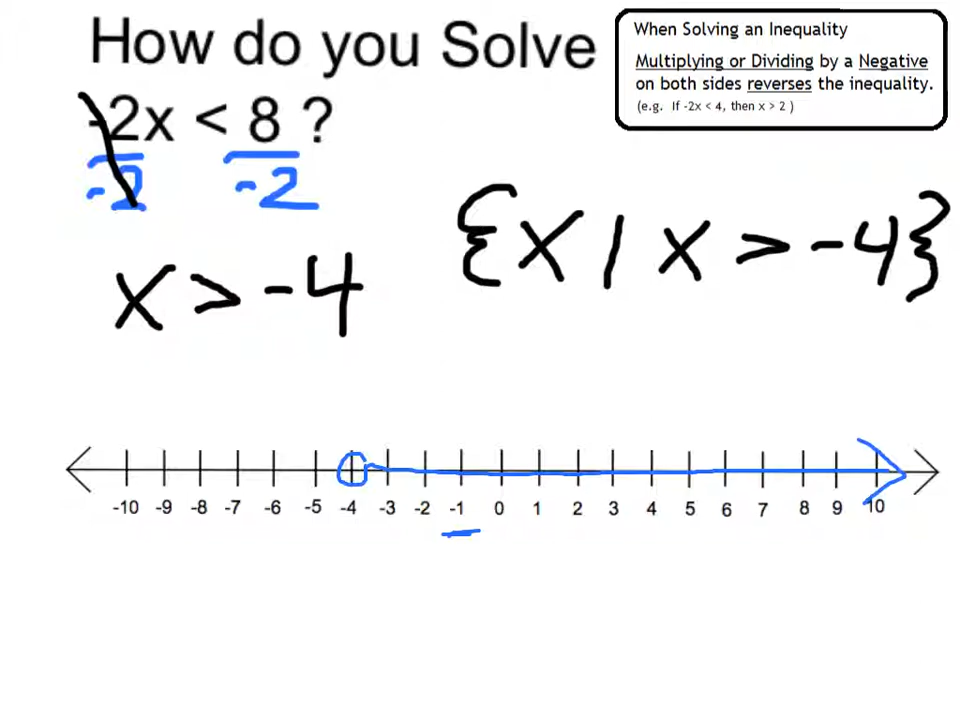 How do you Solve
-2x < 8 ?
-2 -2
x > -4
When Solving an Inequality
Multiplying or Dividing by a Negative
on both sides reverses the inequality.
(e.g. If -2x < 4, then x > 2 )
{x / x > -4}
-10 -9 -8 -7 -6 -5 -4 -3 -2 -1 0 1 2 3 4 5 6 7 8 9 10